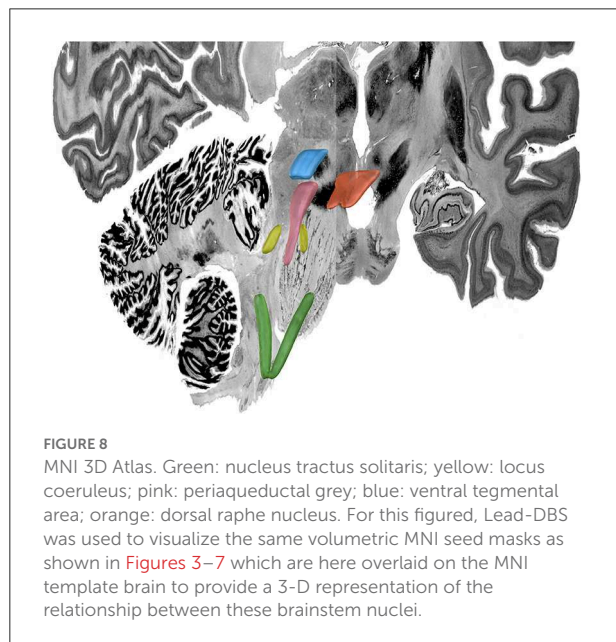 FIGURE 8
MNI 3D Atlas. Green: nucleus tractus solitaris; yellow: locus
coeruleus; pink: periaqueductal grey; blue: ventral tegmental
area; orange: dorsal raphe nucleus. For this figured, Lead-DBS
was used to visualize the same volumetric MNI seed masks as
shown in Figures 3–7 which are here overlaid on the MNI
template brain to provide a 3-D representation of the
relationship between these brainstem nuclei.